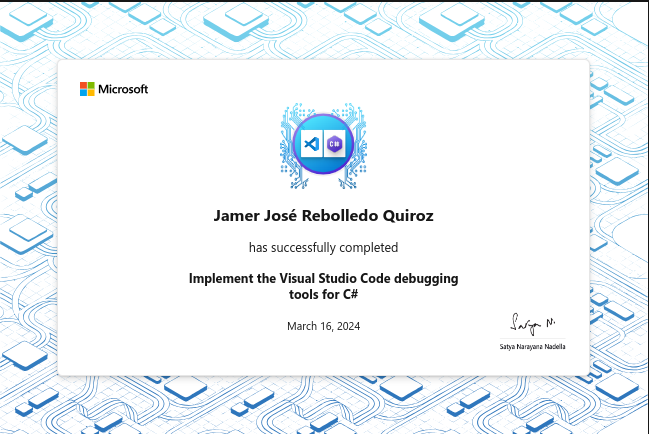 Microsoft
C#
Jamer José Rebolledo Quiroz
has successfully completed
Implement the Visual Studio Code debugging
tools for C#
March 16, 2024
Satya N.
Satya Narayana Nadella